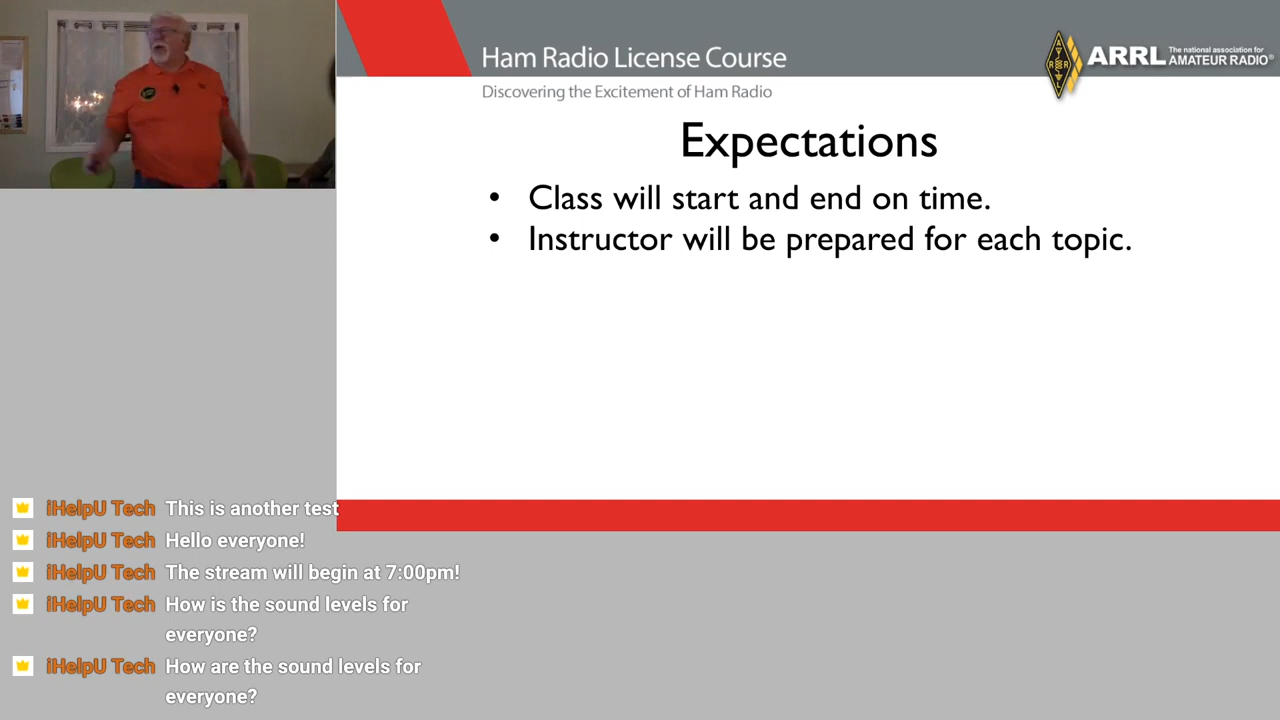 Ham Radio License Course
ARRL The national association for
AMATEUR RADIO®
Discovering the Excitement of Ham Radio
Expectations
• Class will start and end on time.
• Instructor will be prepared for each topic.
iHelpU Tech This is another test
iHelpU Tech Hello everyone!
iHelpU Tech The stream will begin at 7:00pm!
iHelpU Tech How is the sound levels for
everyone?
iHelpU Tech How are the sound levels for
everyone?